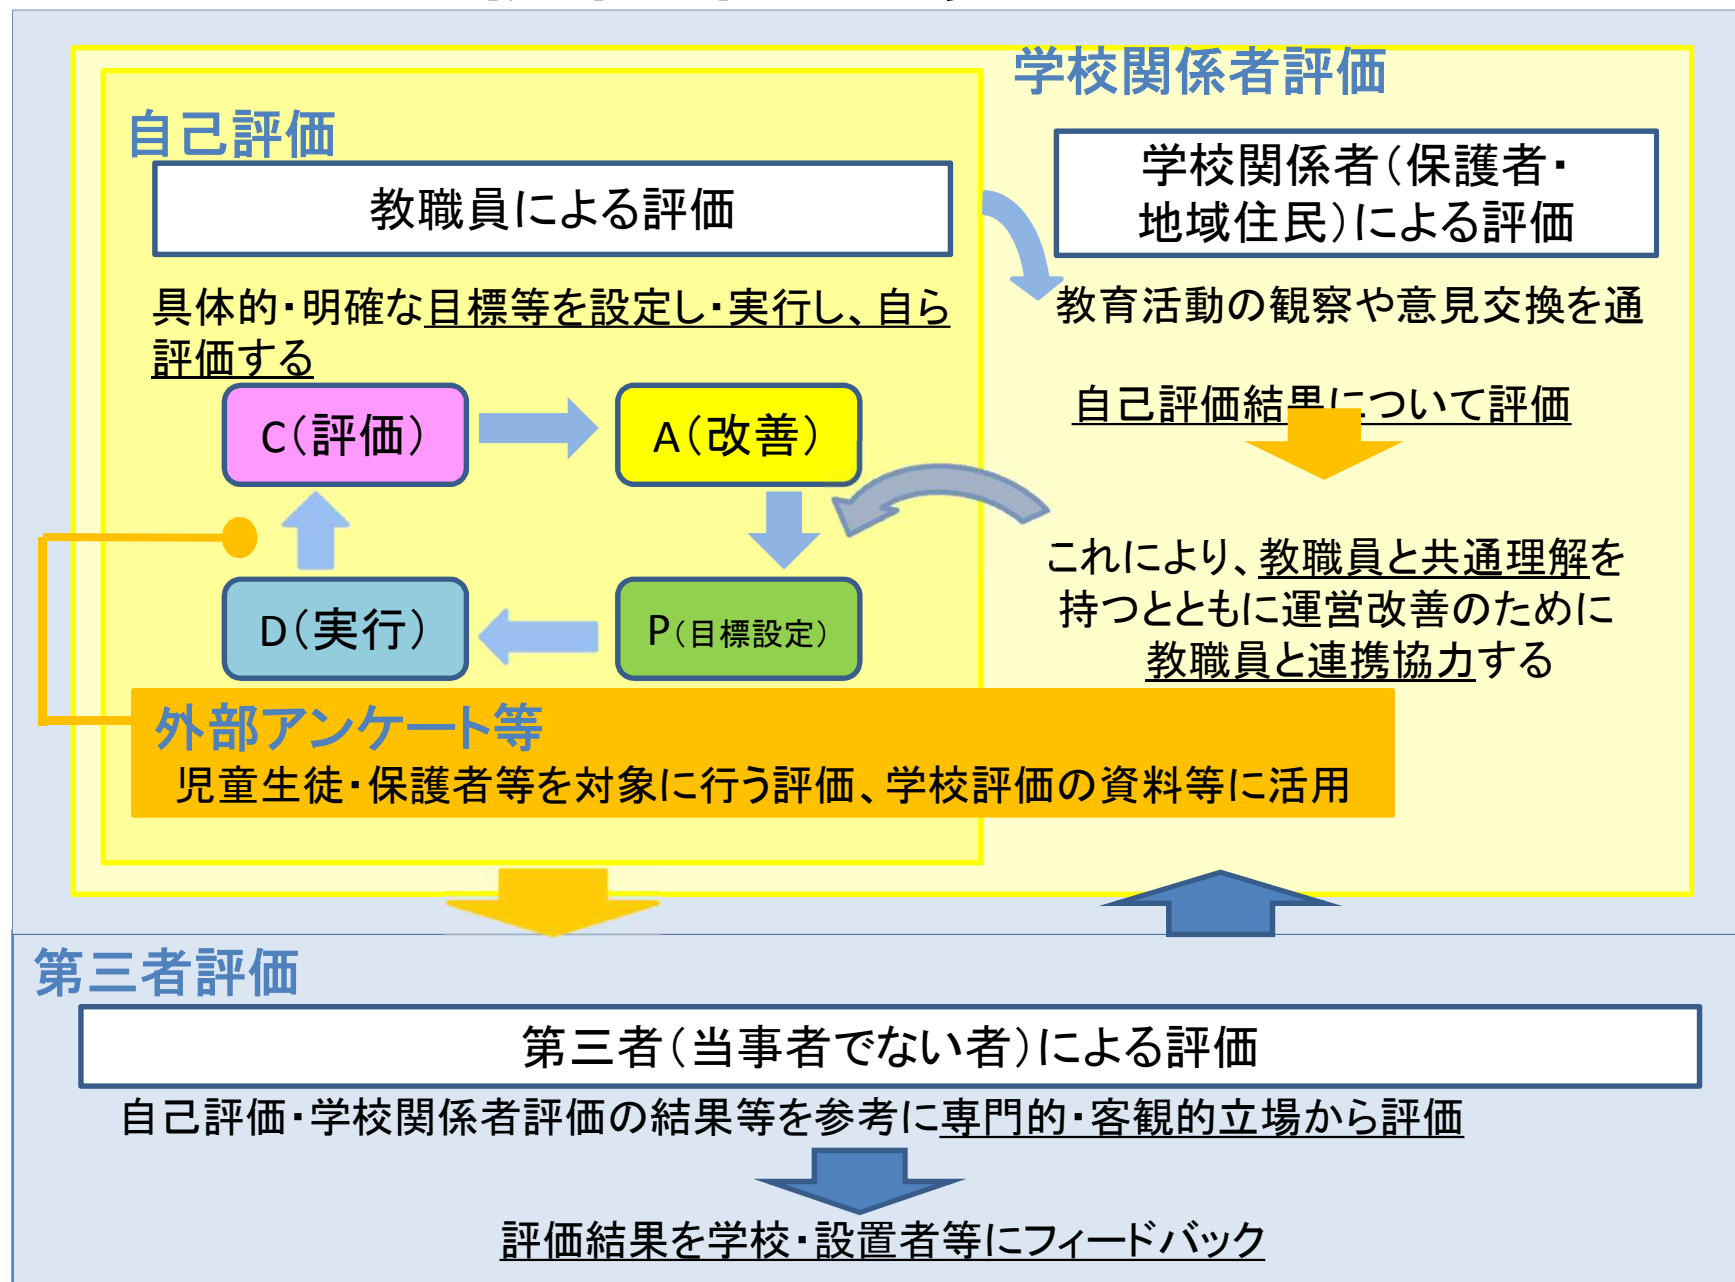 学校関係者評価
自己評価
教職員による評価
具体的・明確な目標等を設定し・実行し、自ら
評価する
C(評価)
A(改善)
D(実行)
P(目標設定)
学校関係者(保護者・
地域住民)による評価
教育活動の観察や意見交換を通
自己評価結果について評価
これにより、教職員と共通理解を
持つとともに運営改善のために
教職員と連携協力する
外部アンケート等
児童生徒・保護者等を対象に行う評価、学校評価の資料等に活用
第三者評価
第三者(当事者でない者)による評価
自己評価・学校関係者評価の結果等を参考に専門的・客観的立場から評価
評価結果を学校・設置者等にフィードバック